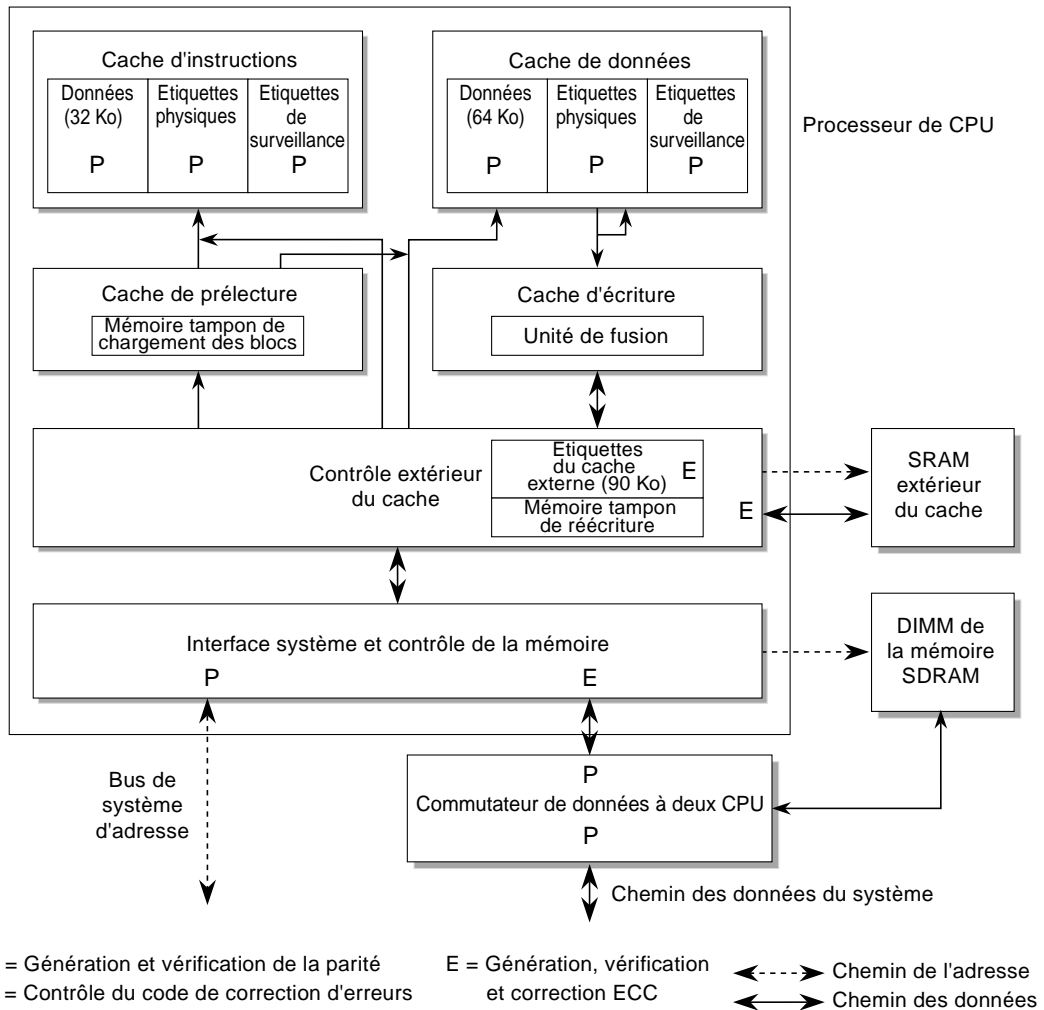 Cache d'instructions
Données
(32 Ko)
P
Etiquettes
physiques
P
Etiquettes
de
surveillance
P
Cache de données
Données
(64 Ko)
P
Etiquettes
physiques
P
Etiquettes
de
surveillance
P
Processeur de CPU
Cache de prélecture
Mémoire tampon de
chargement des blocs
Cache d'écriture
Unité de fusion
Contrôle extérieur
du cache
Etiquettes
du cache
externe (90 Ko)
E
Mémoire tampon
de réécriture
E
SRAM
extérieur
du cache
Interface système et contrôle de la mémoire
P
E
DIMM de
la mémoire
SDRAM
Bus de
système
d'adresse
P
Commutateur de données à deux CPU
P
Chemin des données du système
= Génération et vérification de la parité
= Contrôle du code de correction d'erreurs
E = Génération, vérification
et correction ECC
Chemin de l'adresse
Chemin des données